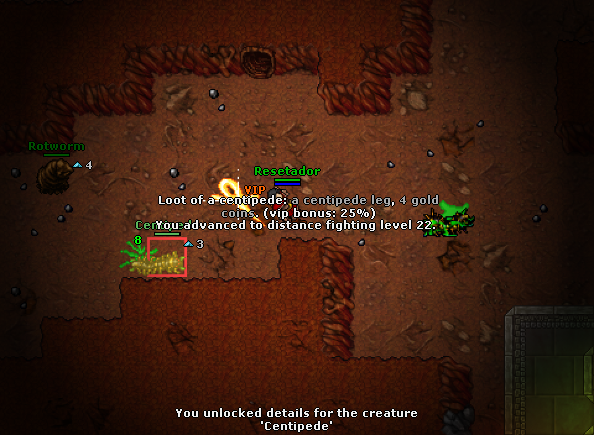 Rotworm
4
Resetador
VIP
Loot of a centipede: a centipede leg, 4 gold
coins. (vip bonus: 25%)
You advanced to distance fighting level 22.
8
3
You unlocked details for the creature
'Centipede'